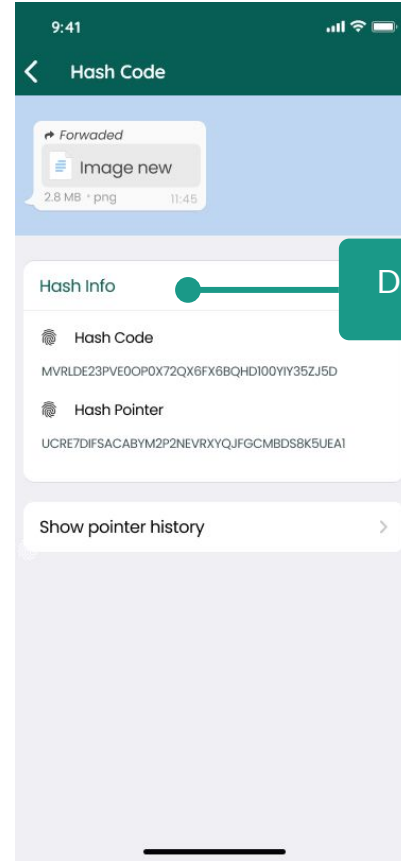 9:41
Hash Code
Forwaded
Image new
2.8 MB · png 11:45
Hash Info
D
Hash Code
MVRLDE23PVE0OP0X72QX6FX6BQHD100YIY35ZJ5D
Hash Pointer
UCRE7DIFSACABYM2P2NEVRXYQJFGCMBDS8K5UEA1
Show pointer history